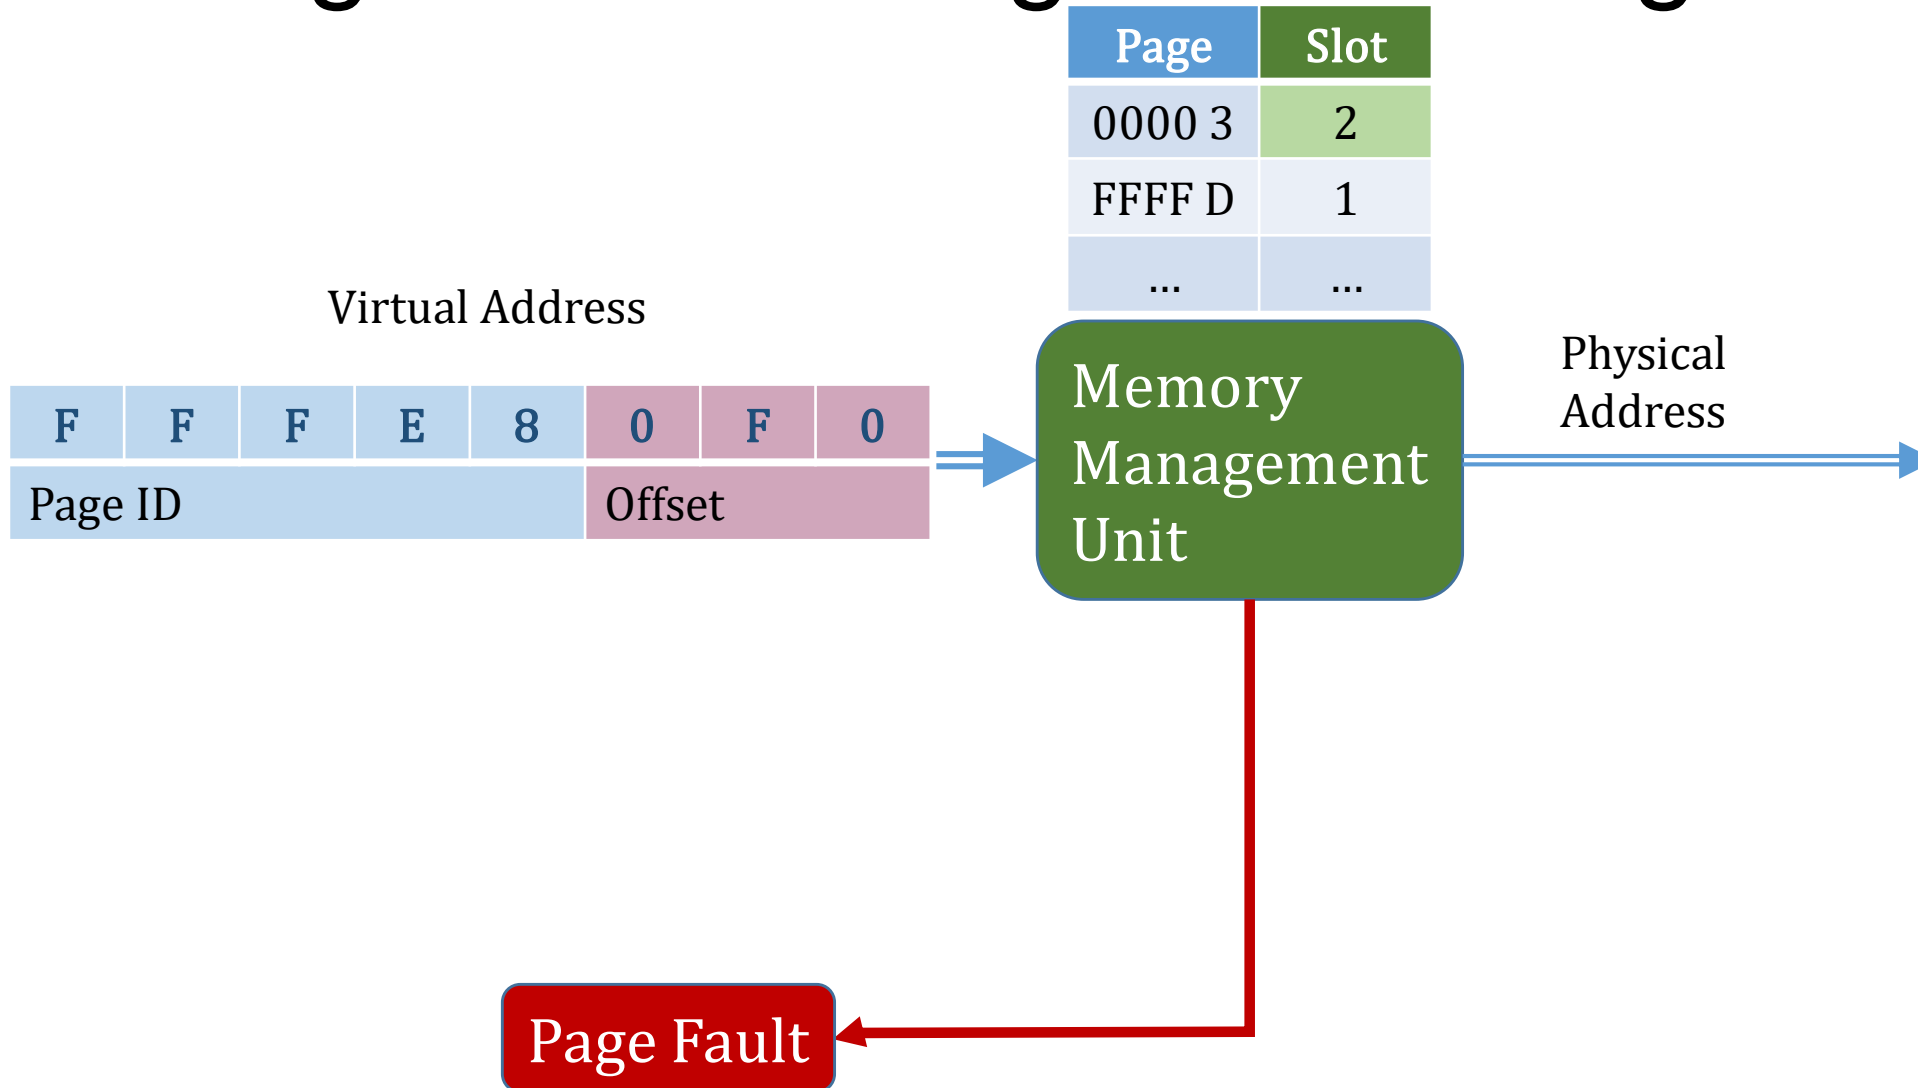 Page Slot
0000 3 2
FFFF D 1
... ...
Virtual Address
F F F E 8 0 F 0
Page ID Offset
Memory
Management
Unit
Physical
Address
Page Fault